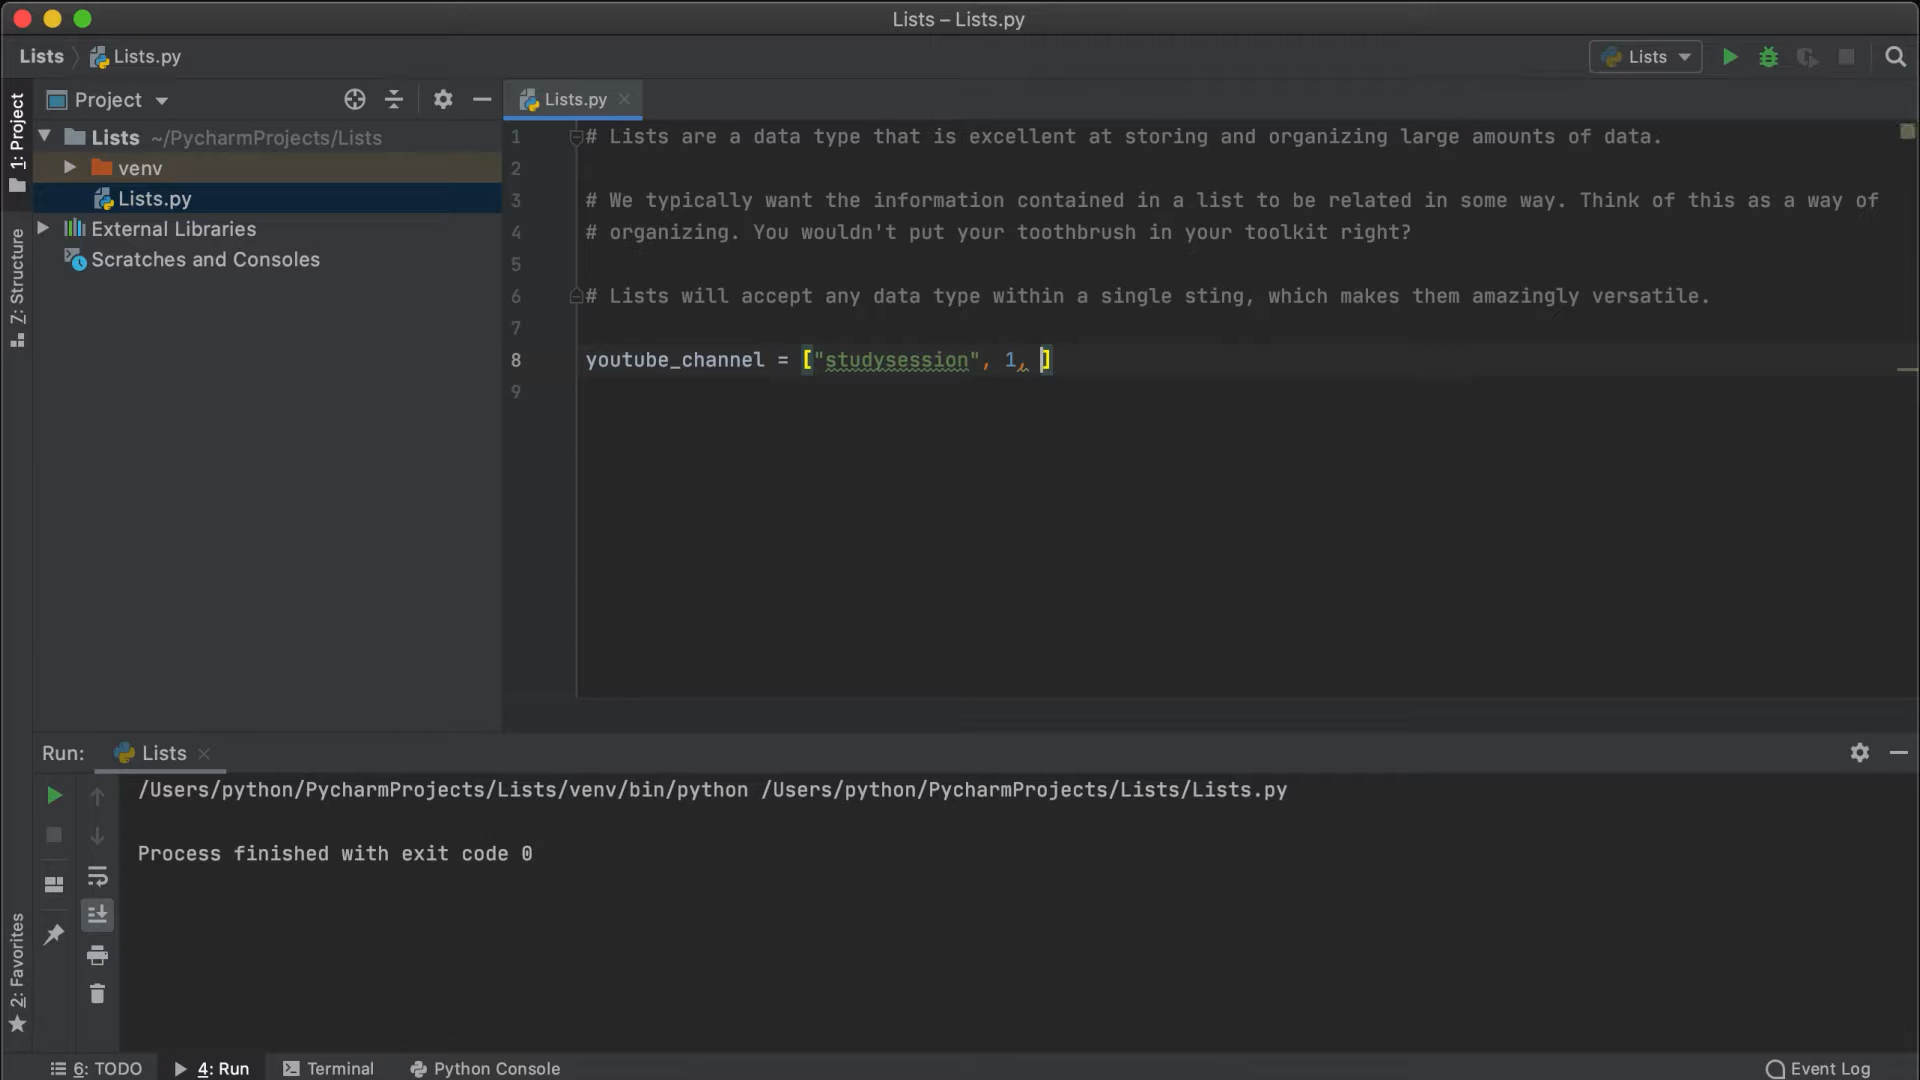 Lists – Lists.py
Lists Lists.py
Lists
1: Project
Project
Lists.py
Lists ~/PycharmProjects/Lists
venv
Lists.py
External Libraries
Scratches and Consoles
Z: Structure
1 # Lists are a data type that is excellent at storing and organizing large amounts of data.
2
3 # We typically want the information contained in a list to be related in some way. Think of this as a way of
4 # organizing. You wouldn't put your toothbrush in your toolkit right?
5
6 # Lists will accept any data type within a single sting, which makes them amazingly versatile.
7
8 youtube_channel = ["studysession", 1, ]
9
Run: Lists
/Users/python/PycharmProjects/Lists/venv/bin/python /Users/python/PycharmProjects/Lists/Lists.py
Process finished with exit code 0
2: Favorites
6: TODO 4: Run Terminal Python Console Event Log